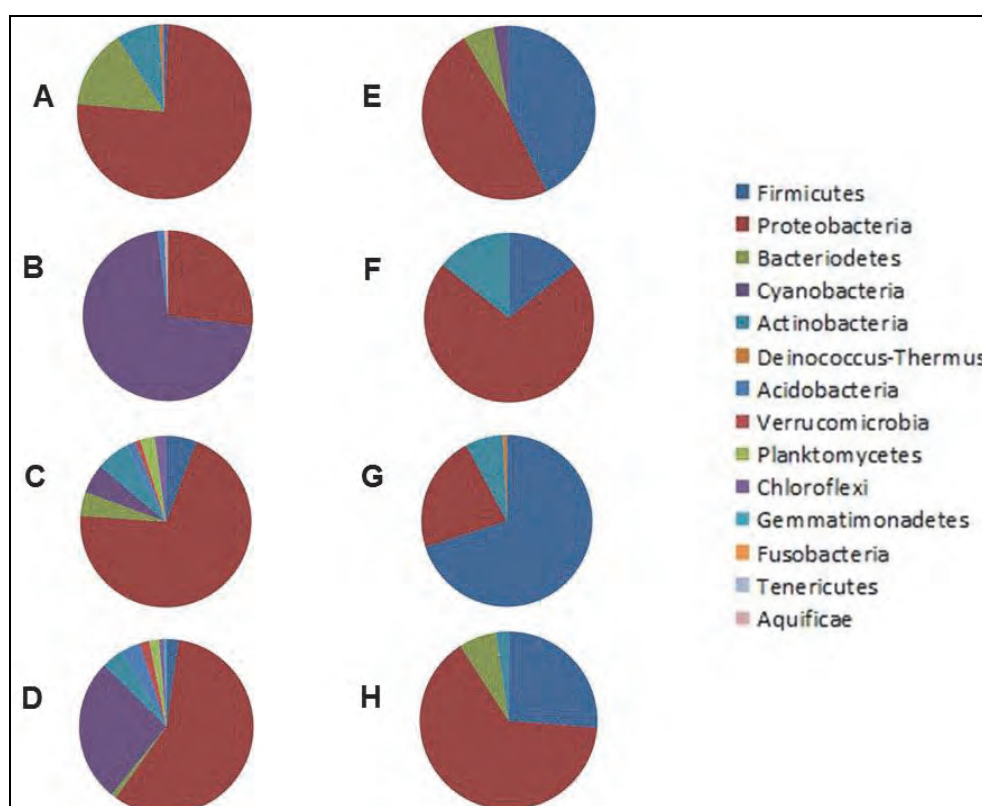 A
B
C
D
E
F
G
H
Firmicutes
Proteobacteria
Bacteriodetes
Cyanobacteria
Actinobacteria
Deinococcus-Thermus
Acidobacteria
Verrucomicrobia
Planktomycetes
Chloroflexi
Gemmatimonadetes
Fusobacteria
Tenericutes
Aquificae